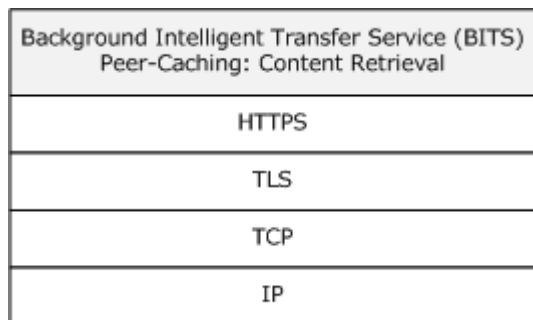 Background Intelligent Transfer Service (BITS)
Peer-Caching: Content Retrieval
HTTPS
TLS
TCP
IP